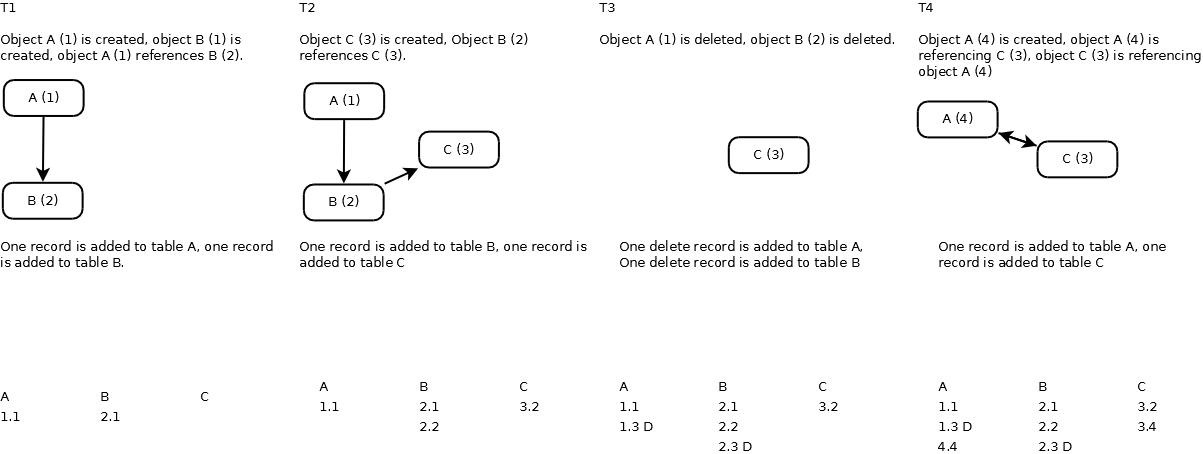 T1
Object A (1) is created, object B (1) is
created, object A (1) references B (2).
A (1)
B (2)
One record is added to table A, one record
is added to table B.
A B C
1.1 2.1
T2
Object C (3) is created, Object B (2)
references C (3).
A (1)
C (3)
B (2)
One record is added to table B, one record is
added to table C
A B C
1.1 2.1 3.2
2.2
T3
Object A (1) is deleted, object B (2) is deleted.
C (3)
One delete record is added to table A,
One delete record is added to table B
A B C
1.1 2.1 3.2
1.3 D 2.2
2.3 D
T4
Object A (4) is created, object A (4) is
referencing C (3), object C (3) is referencing
object A (4)
A (4)
C (3)
One record is added to table A, one
record is added to table C
A B C
1.1 2.1 3.2
1.3 D 2.2 3.4
4.4 2.3 D